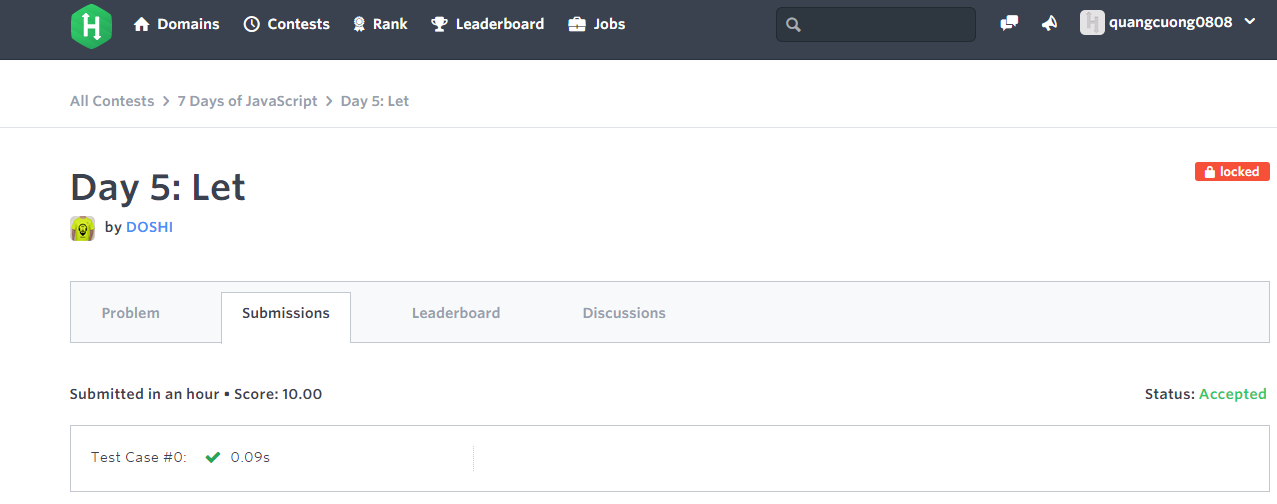 Domains Contests Rank Leaderboard Jobs quangcuong0808
All Contests > 7 Days of JavaScript > Day 5: Let
Day 5: Let
locked
by DOSHI
Problem Submissions Leaderboard Discussions
Submitted in an hour • Score: 10.00 Status: Accepted
Test Case #0: ✔ 0.09s